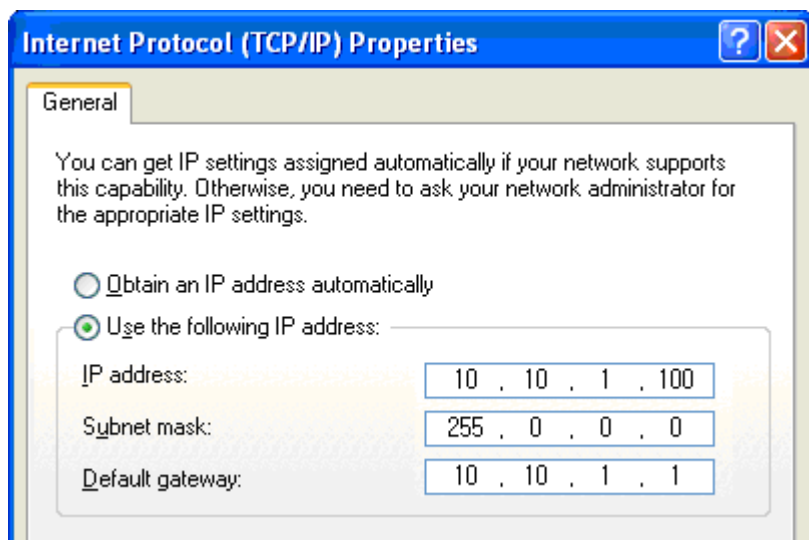 Internet Protocol (TCP/IP) Properties
General
You can get IP settings assigned automatically if your network supports
this capability. Otherwise, you need to ask your network administrator for
the appropriate IP settings.
Obtain an IP address automatically
Use the following IP address:
IP address: 10 . 10 . 1 . 100
Subnet mask: 255 . 0 . 0 . 0
Default gateway: 10 . 10 . 1 . 1